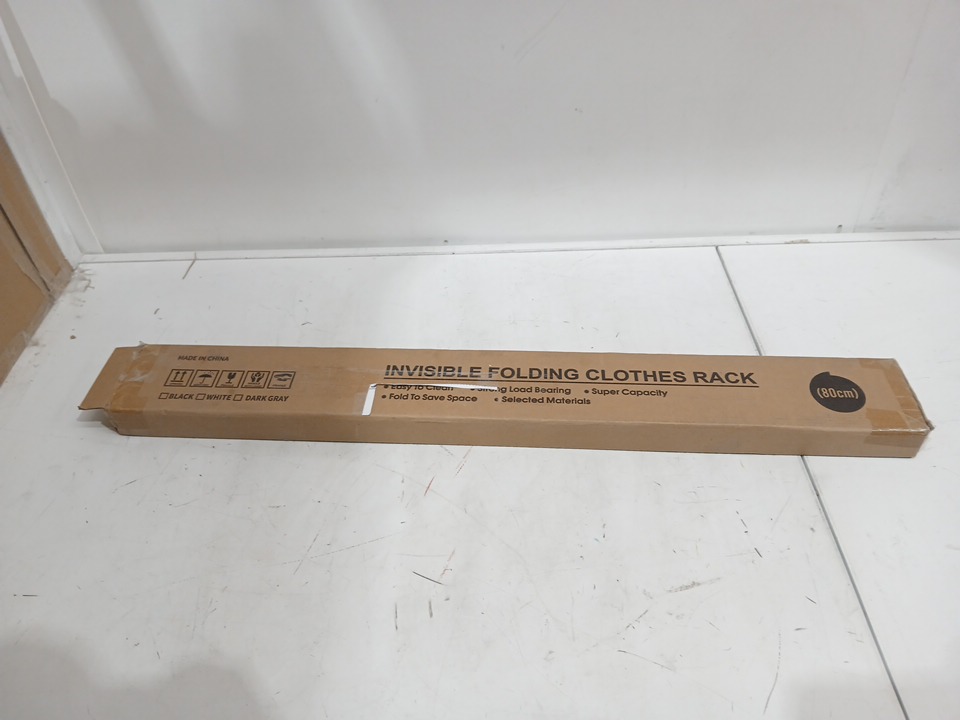 MADE IN CHINA
BLACK WHITE DARK GRAY
INVISIBLE FOLDING CLOTHES RACK
• Easy To Clean • Strong Load Bearing • Super Capacity
• Fold To Save Space • Selected Materials
(80cm)